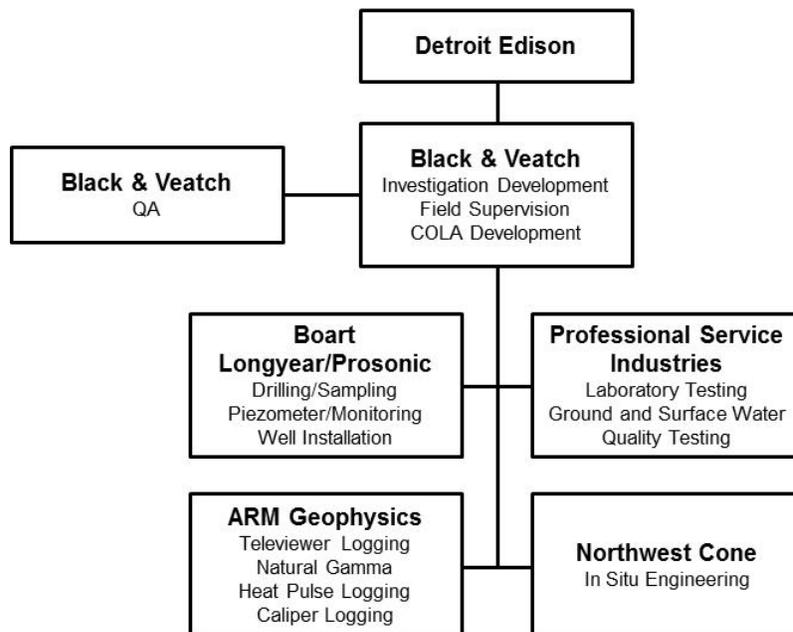 Detroit Edison
Black & Veatch
QA
Black & Veatch
Investigation Development
Field Supervision
COLA Development
Boart
Longyear/Prosonic
Drilling/Sampling
Piezometer/Monitoring
Well Installation
Professional Service
Industries
Laboratory Testing
Ground and Surface Water
Quality Testing
ARM Geophysics
Televiewer Logging
Natural Gamma
Heat Pulse Logging
Caliper Logging
Northwest Cone
In Situ Engineering